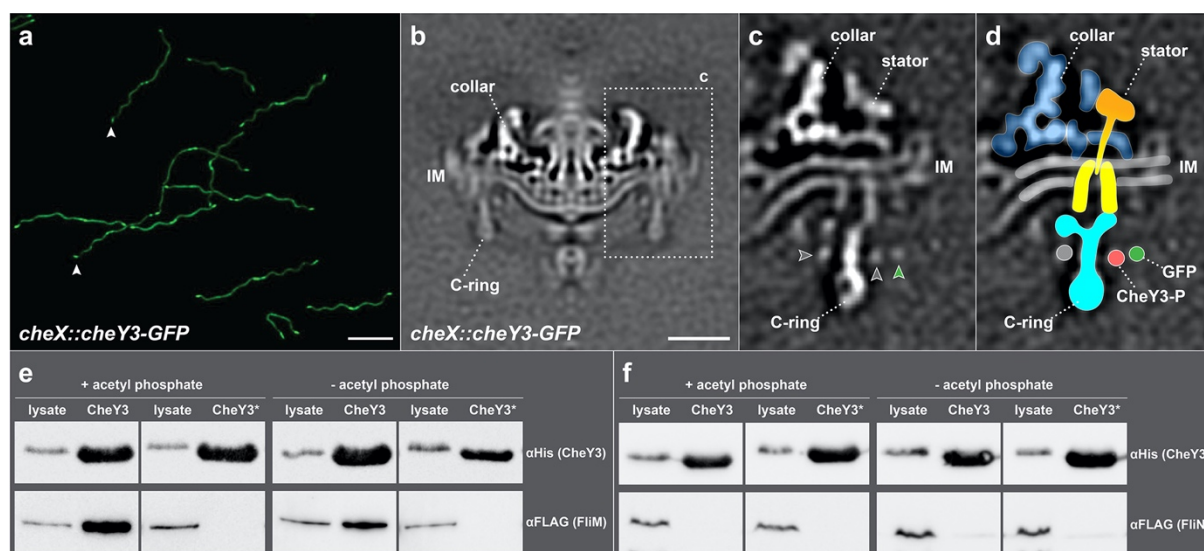 a
cheX::cheY3-GFP
b
c
collar
IM
C-ring
cheX::cheY3-GFP
c
collar
stator
IM
C-ring
d
collar
stator
IM
GFP
CheY3-P
C-ring
e
+ acetyl phosphate
- acetyl phosphate
lysate CheY3 lysate CheY3* lysate CheY3 lysate CheY3*
αHis (CheY3)
αFLAG (FliM)
f
+ acetyl phosphate
- acetyl phosphate
lysate CheY3 lysate CheY3* lysate CheY3 lysate CheY3*
αHis (CheY3
αFLAG (FliN